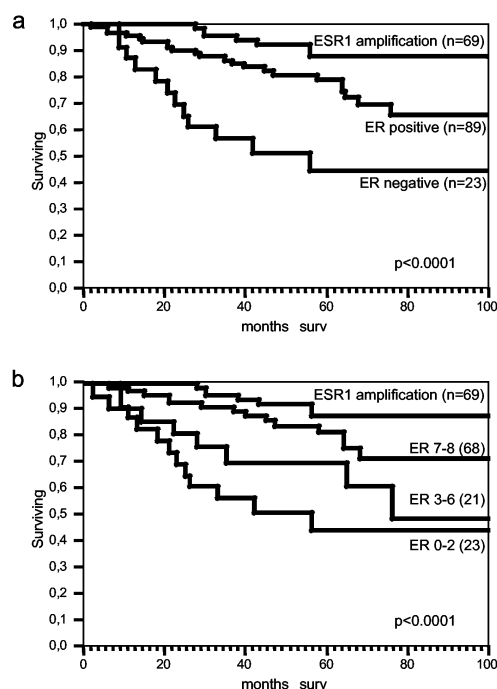 a
1,0
0,9
0,8
0,7
0,6
0,5
0,4
0,3
0,2
0,1
0,0
Surviving
ESR1 amplification (n=69)
ER positive (n=89)
ER negative (n=23)
p<0.0001
0 20 40 60 80 100
months surv
b
1,0
0,9
0,8
0,7
0,6
0,5
0,4
0,3
0,2
0,1
0,0
Surviving
ESR1 amplification (n=69)
ER 7-8 (68)
ER 3-6 (21)
ER 0-2 (23)
p<0.0001
0 20 40 60 80 100
months surv